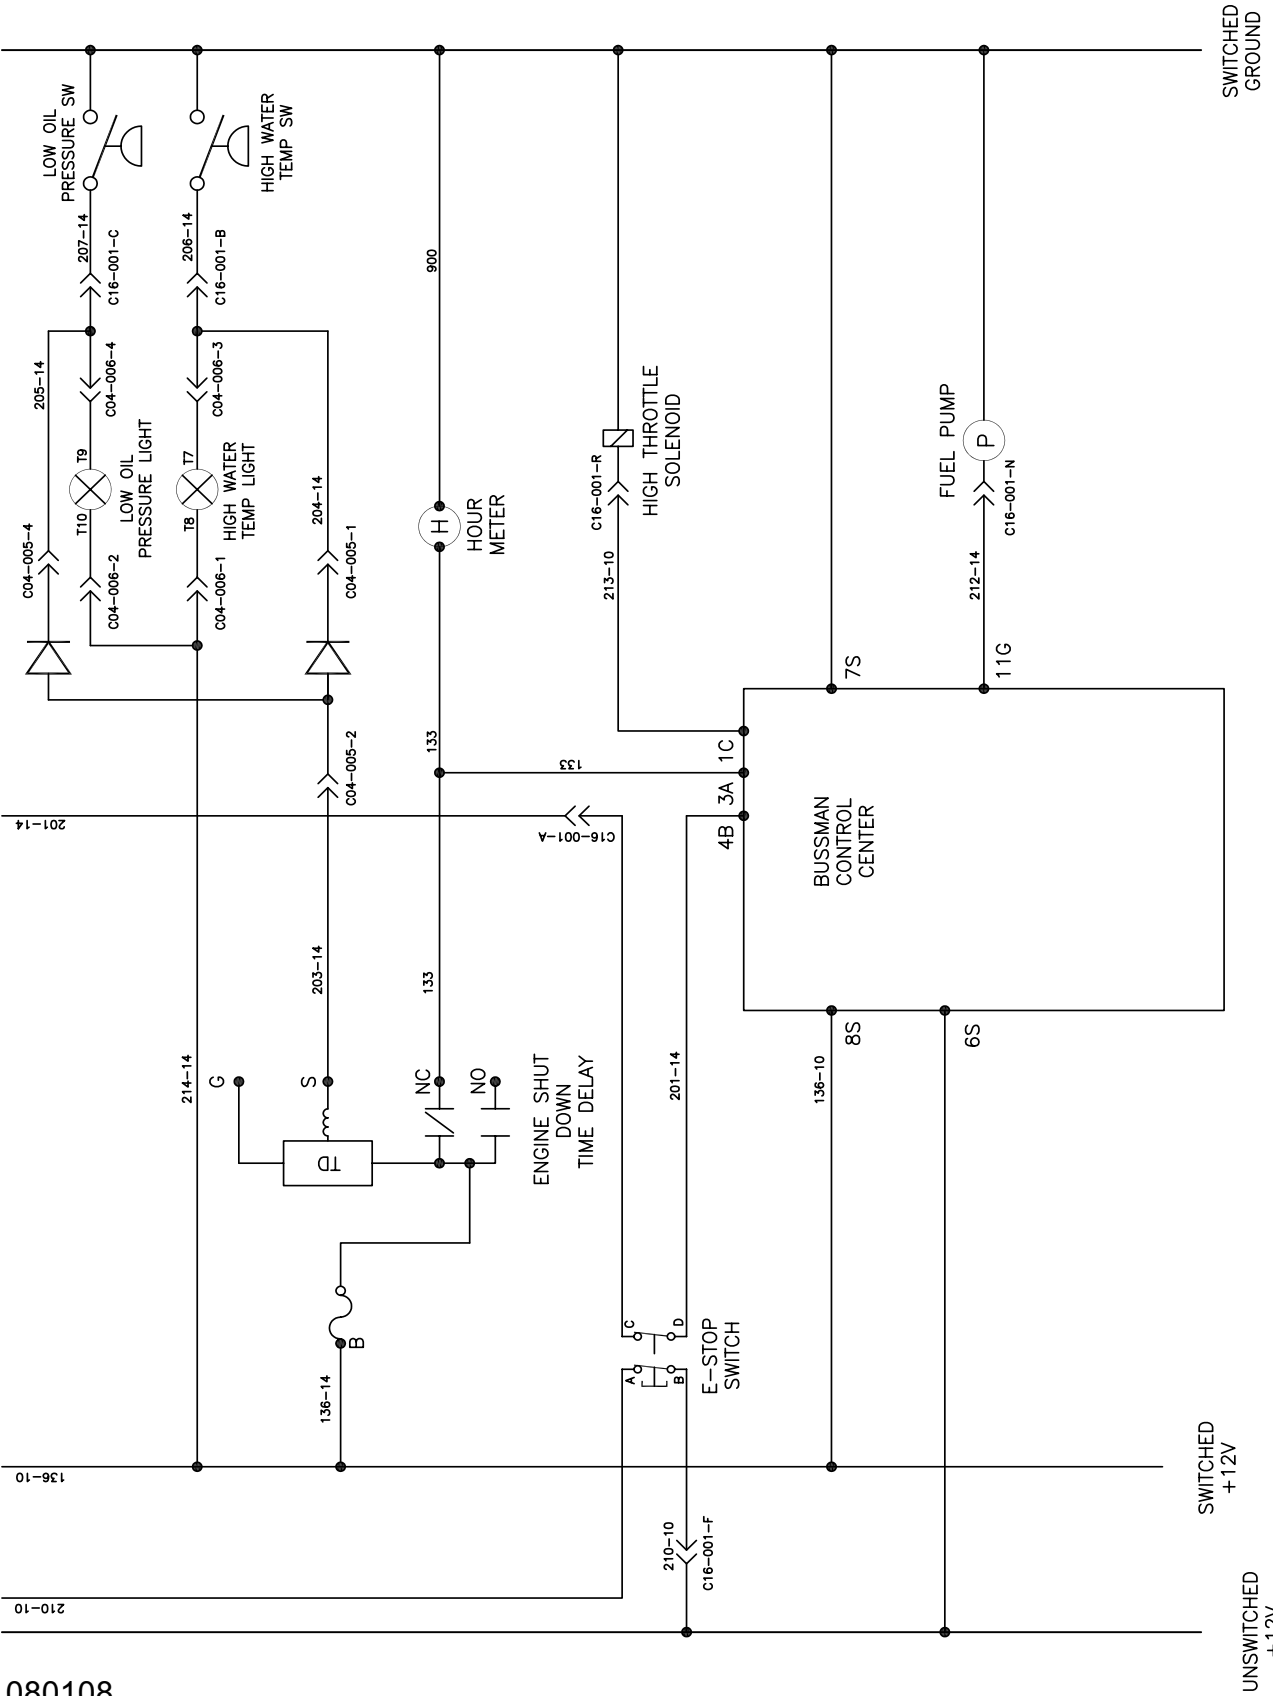 SWITCHED
GROUND
LOW OIL
PRESSURE SW
HIGH WATER
TEMP SW
207-14
C16-001-C
206-14
C16-001-B
900
205-14
C04-006-4
C04-006-3
T9
T10
LOW OIL
PRESSURE LIGHT
T7
T8
HIGH WATER
TEMP LIGHT
204-14
C04-005-4
C04-006-2
C04-006-1
C04-005-1
H
HOUR
METER
C16-001-R
HIGH THROTTLE
SOLENOID
213-10
FUEL PUMP
P
C16-001-N
212-14
7S
11G
C04-005-2
133
133
1C
3A
4B
201-14
C16-001-A
BUSSMAN
CONTROL
CENTER
203-14
133
214-14
G
S
NC
NO
TD
ENGINE SHUT
DOWN
TIME DELAY
201-14
136-10
8S
6S
B
136-14
C
D
A
B
E-STOP
SWITCH
136-10
SWITCHED
+12V
210-10
C16-001-F
210-10
UNSWITCHED
+12V
080108